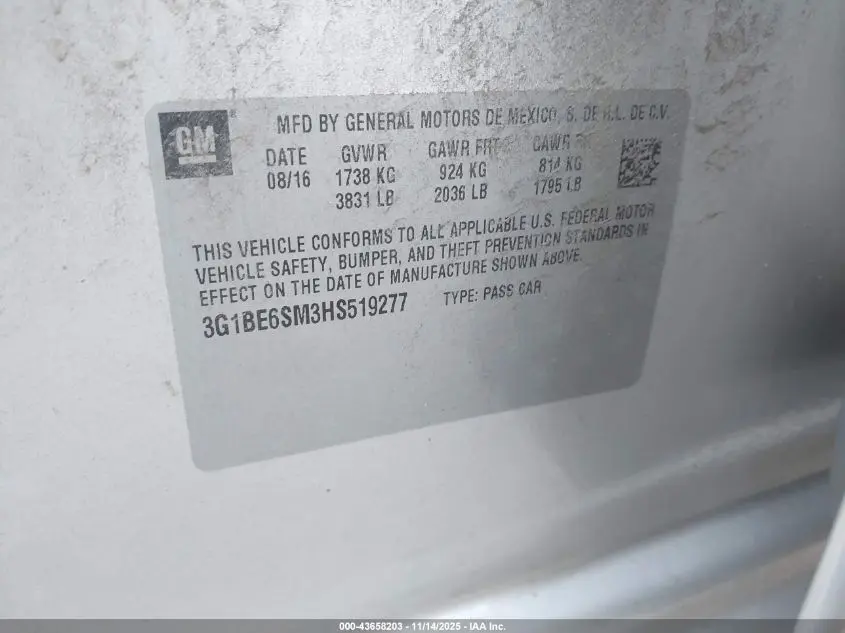 GM
MFD BY GENERAL MOTORS DE MEXICO, S. DE R.L. DE C.V.
DATE GVWR GAWR FRT GAWR
08/16 1738 KG 924 KG 814 KG
3831 LB 2036 LB 1795 LB
THIS VEHICLE CONFORMS TO ALL APPLICABLE U.S. FEDERAL MOTOR
VEHICLE SAFETY, BUMPER, AND THEFT PREVENTION STANDARDS IN
EFFECT ON THE DATE OF MANUFACTURE SHOWN ABOVE.
3G1BE6SM3HS519277 TYPE: PASS CAR
000-43658203 - 11/14/2025 - IAA Inc.